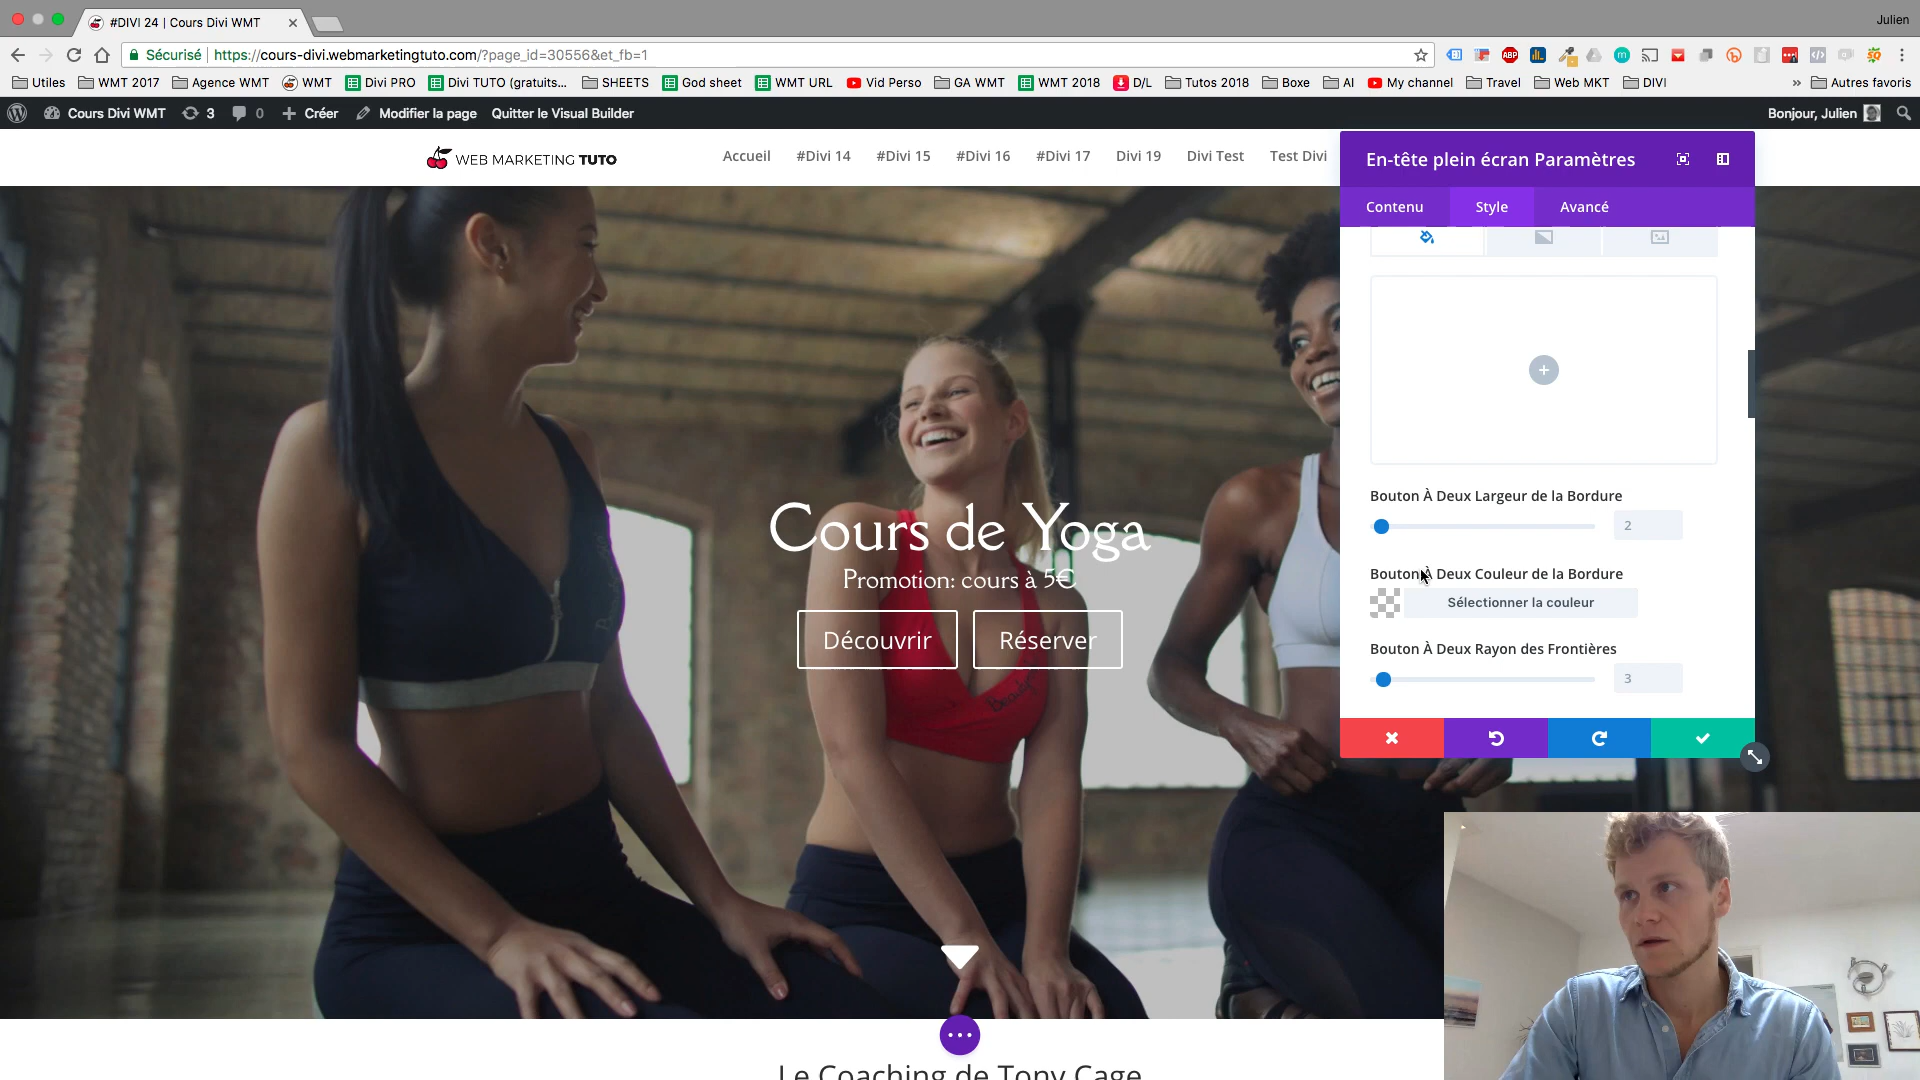 Julien
#DIVI 24 | Cours Divi WMT
Sécurisé | https://cours-divi.webmarketingtuto.com/?page_id=30556&et_fb=1
Utiles WMT 2017 Agence WMT WMT Divi PRO Divi TUTO (gratuits... SHEETS God sheet WMT URL Vid Perso GA WMT WMT 2018 D/L Tutos 2018 Boxe AI My channel Travel Web MKT DIVI » Autres favoris
Cours Divi WMT 3 0 Créer Modifier la page Quitter le Visual Builder Bonjour, Julien
WEB MARKETING TUTO Accueil #Divi 14 #Divi 15 #Divi 16 #Divi 17 Divi 19 Divi Test Test Divi
En-tête plein écran Paramètres
Contenu Style Avancé
Bouton À Deux Largeur de la Bordure
2
Bouton À Deux Couleur de la Bordure
Sélectionner la couleur
Bouton À Deux Rayon des Frontières
3
Cours de Yoga
Promotion: cours à 5€
Découvrir Réserver
Le Coaching de Tony Cage